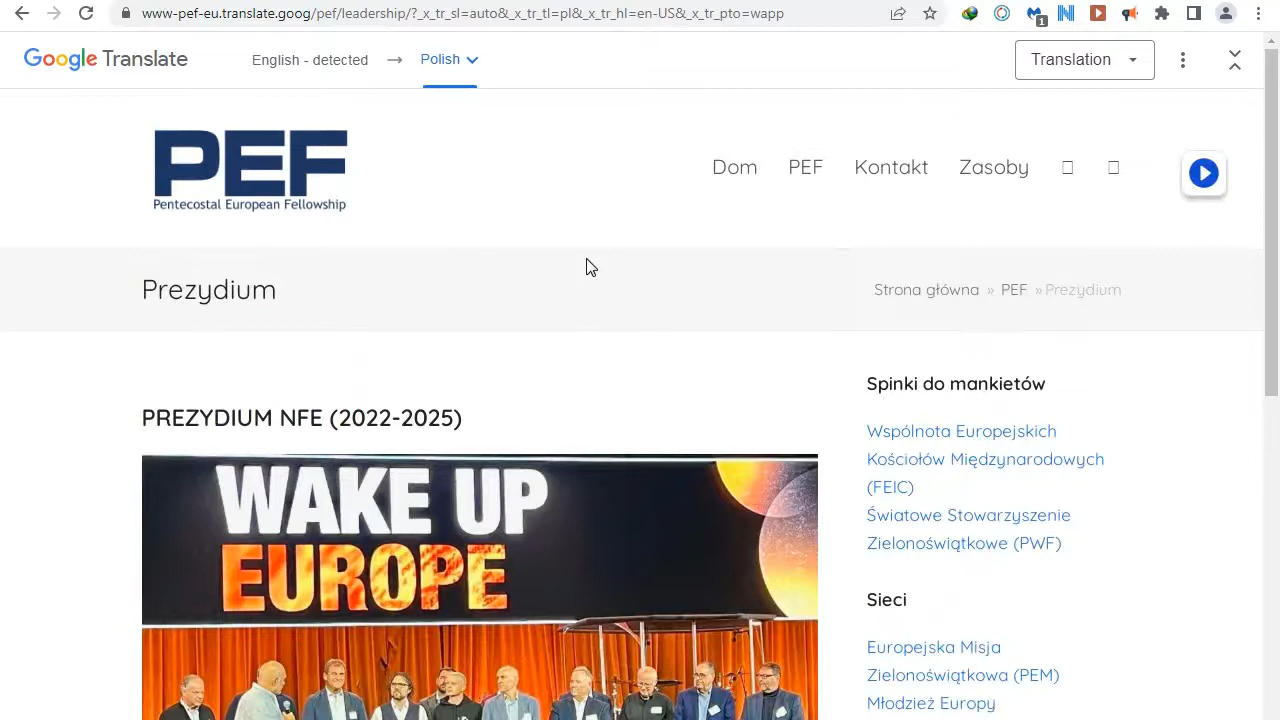 www-pef-eu.translate.goog/pef/leadership/?_x_tr_sl=auto&_x_tr_tl=pl&_x_tr_hl=en-US&_x_tr_pto=wapp
1
Google Translate
English - detected
Polish
Translation
PEF
Pentecostal European Fellowship
Dom
PEF
Kontakt
Zasoby
Prezydium
Strona główna » PEF » Prezydium
PREZYDIUM NFE (2022-2025)
WAKE UP
EUROPE
Spinki do mankietów
Wspólnota Europejskich
Kościołów Międzynarodowych
(FEIC)
Światowe Stowarzyszenie
Zielonoświątkowe (PWF)
Sieci
Europejska Misja
Zielonoświątkowa (PEM)
Młodzież Europy